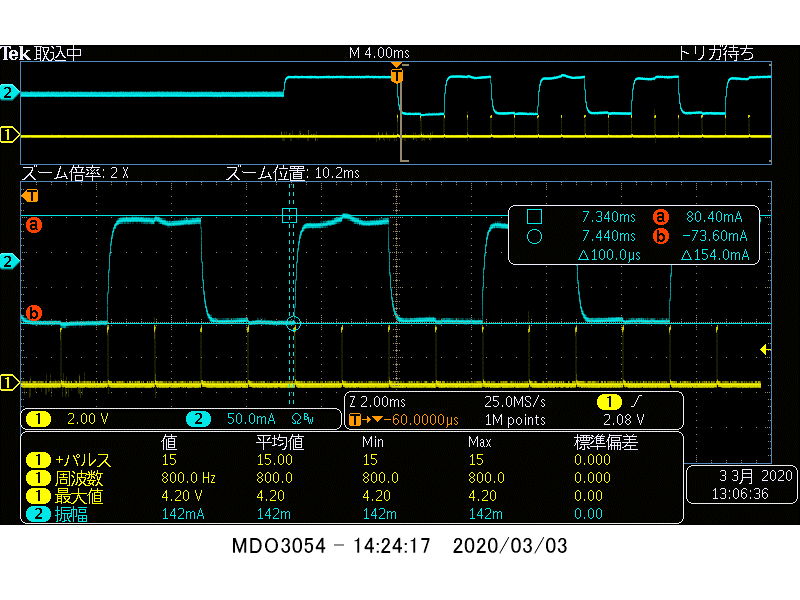 Tek 取込中 M 4.00ms トリガ待ち
T
2
1
ズーム倍率: 2 X ズーム位置: 10.2ms
T
a
7.340ms a 80.40mA
7.440ms b −73.60mA
△100.0µs △154.0mA
2
b
1
Z 2.00ms 25.0MS/s 1 ∫
1 2.00 V 2 50.0mA ΩBW T→▼−60.0000µs 1M points 2.08 V
値 平均値 Min Max 標準偏差
1 +パルス 15 15.00 15 15 0.000
1 周波数 800.0 Hz 800.0 800.0 800.0 0.000
1 最大値 4.20 V 4.20 4.20 4.20 0.00
2 振幅 142mA 142m 142m 142m 0.00
3 3月 2020
13:06:36
MDO3054 - 14:24:17 2020/03/03